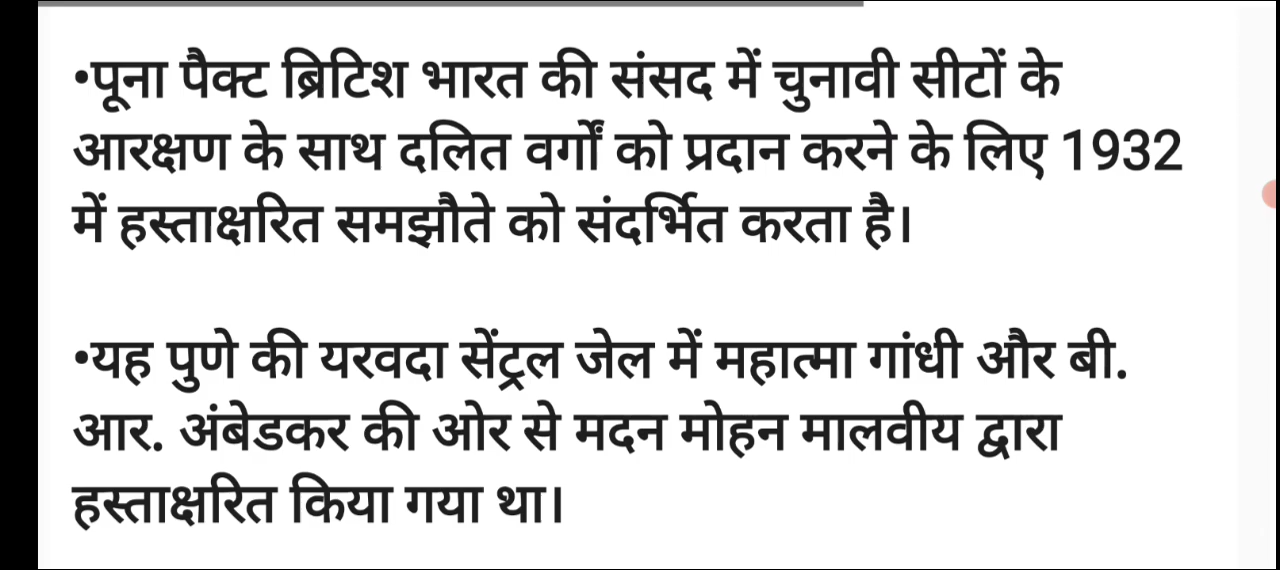 •पूना पैक्ट ब्रिटिश भारत की संसद में चुनावी सीटों के
आरक्षण के साथ दलित वर्गों को प्रदान करने के लिए 1932
में हस्ताक्षरित समझौते को संदर्भित करता है।
•यह पुणे की यरवदा सेंट्रल जेल में महात्मा गांधी और बी.
आर. अंबेडकर की ओर से मदन मोहन मालवीय द्वारा
हस्ताक्षरित किया गया था।